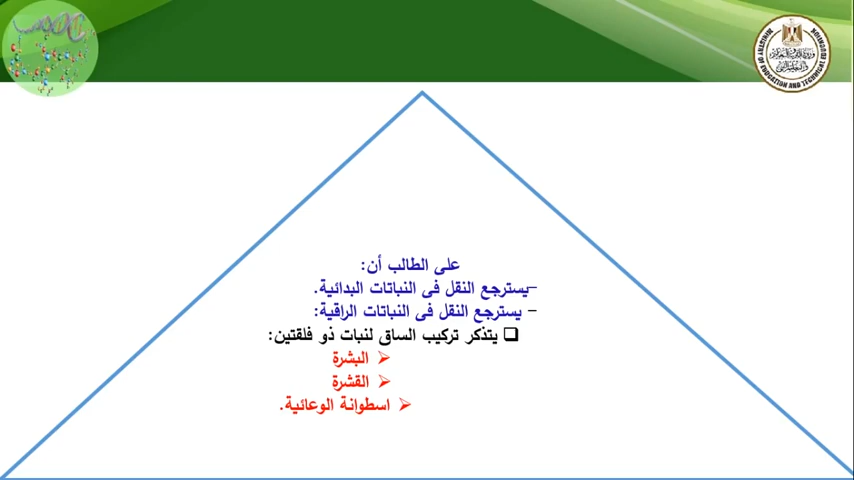 على الطالب أن:
-يسترجع النقل فى النباتات البدائية.
- يسترجع النقل فى النباتات الراقية:
❑ يتذكر تركيب الساق لنبات ذو فلقتين:
➢ البشرة
➢ القشرة
➢ اسطوانة الوعائية.